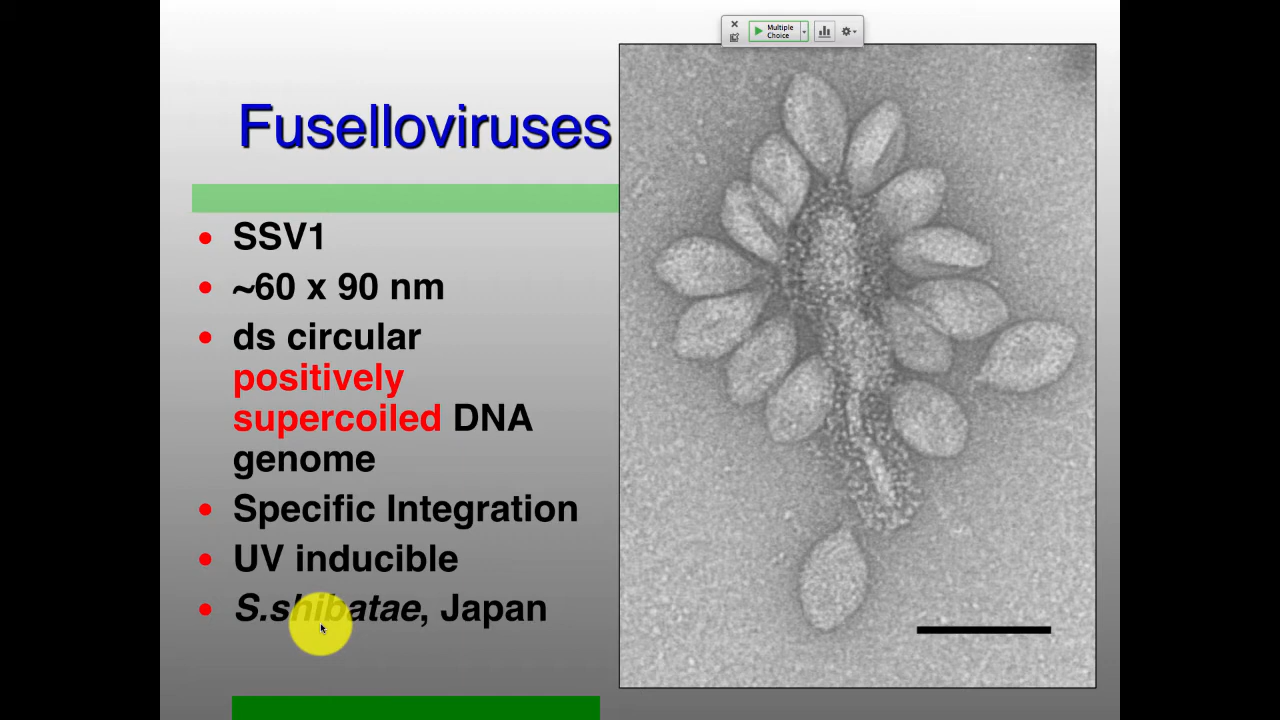 Multiple
Choice
Fuselloviruses
• SSV1
• ~60 x 90 nm
• ds circular
positively
supercoiled DNA
genome
• Specific Integration
• UV inducible
• S.shibatae, Japan